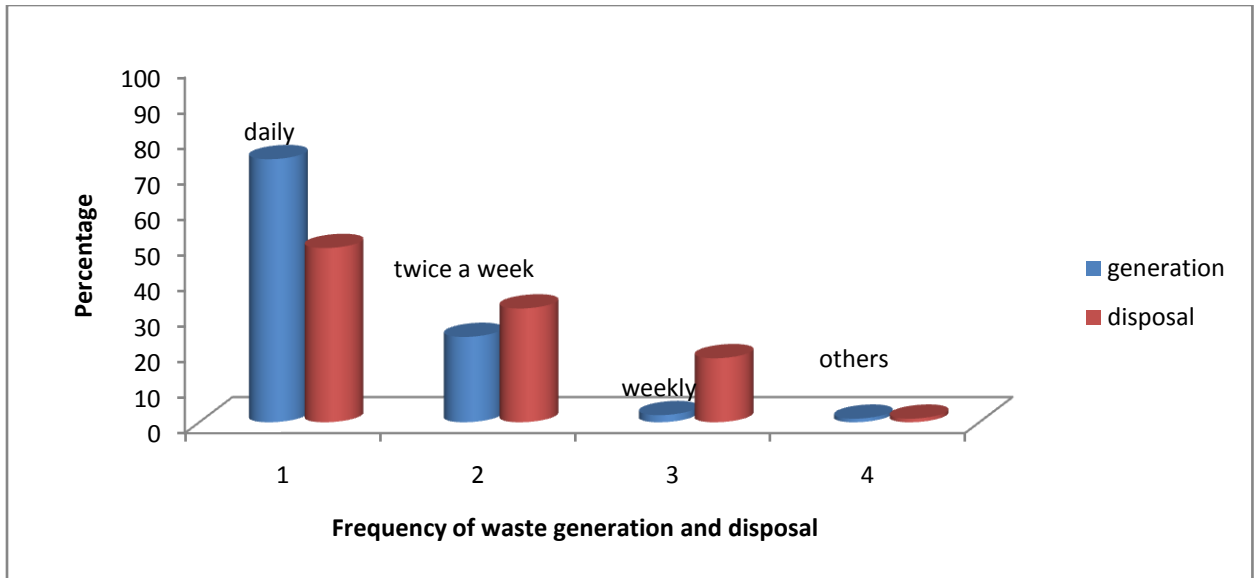 100
90
80
70
60
50
40
30
20
10
0
Percentage
daily
twice a week
weekly
others
1 2 3 4
Frequency of waste generation and disposal
generation
disposal